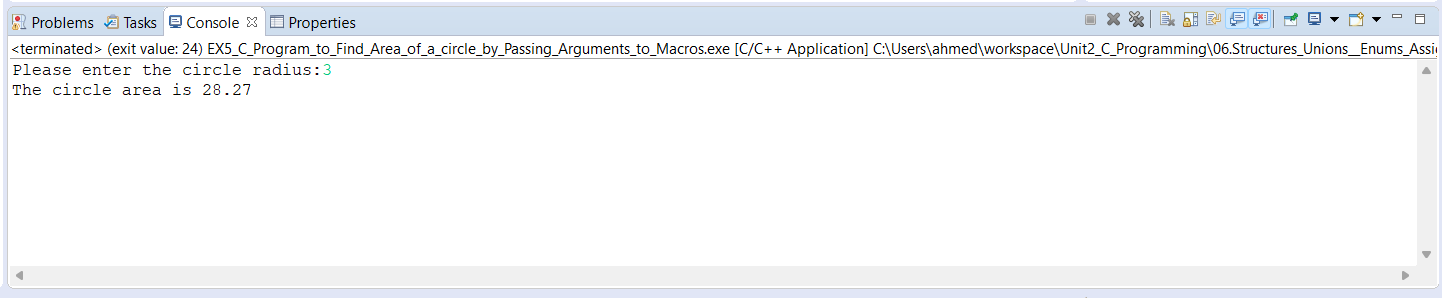 Problems Tasks Console Properties
<terminated> (exit value: 24) EX5_C_Program_to_Find_Area_of_a_circle_by_Passing_Arguments_to_Macros.exe [C/C++ Application] C:\Users\ahmed\workspace\Unit2_C_Programming\06.Structures_Unions__Enums_Assig
Please enter the circle radius:3
The circle area is 28.27